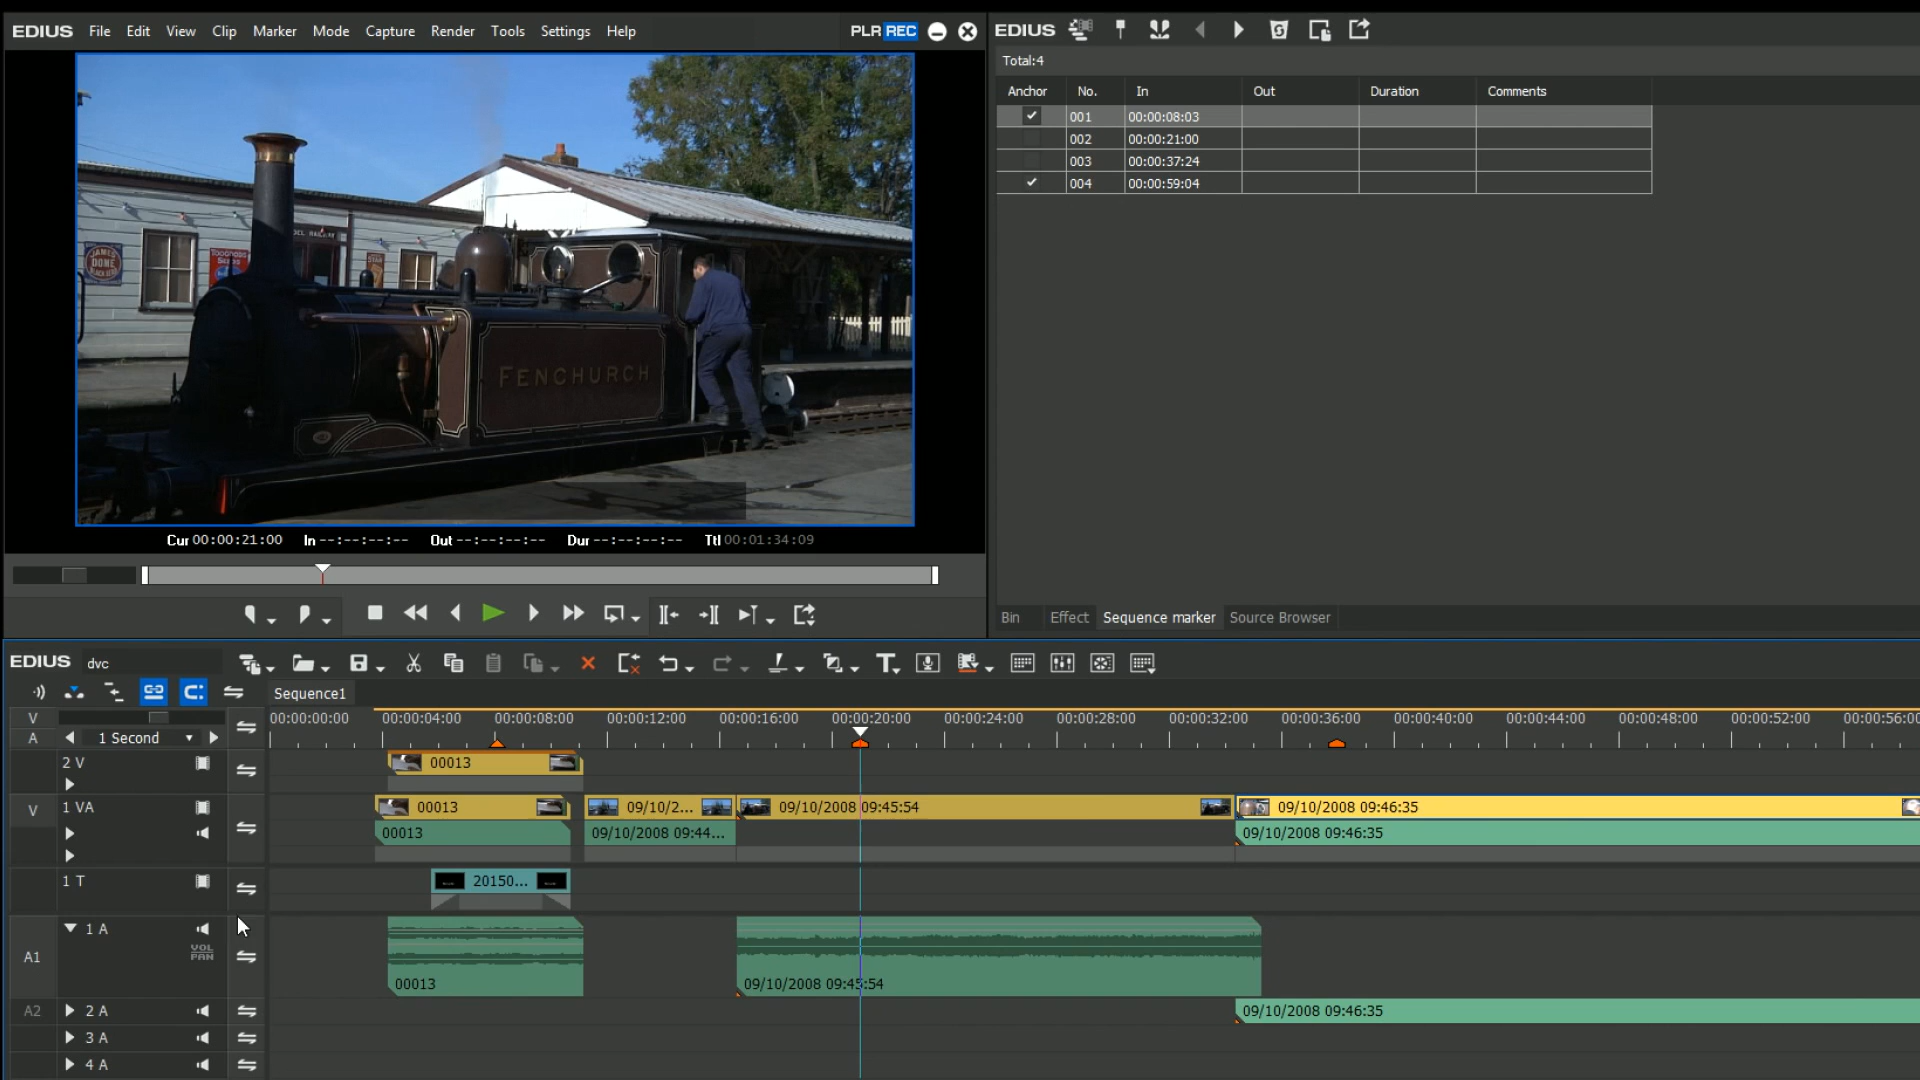 EDIUS File Edit View Clip Marker Mode Capture Render Tools Settings Help PLR REC
FENCHURCH
JAMES
DONE
Cur 00:00:21:00 In --:--:--:-- Out --:--:--:-- Dur --:--:--:-- Ttl 00:01:34:09
EDIUS
Total:4
Anchor No. In Out Duration Comments
001 00:00:08:03
002 00:00:21:00
003 00:00:37:24
004 00:00:59:04
Bin Effect Sequence marker Source Browser
EDIUS dvc
Sequence1
V 00:00:00:00 00:00:04:00 00:00:08:00 00:00:12:00 00:00:16:00 00:00:20:00 00:00:24:00 00:00:28:00 00:00:32:00 00:00:36:00 00:00:40:00 00:00:44:00 00:00:48:00 00:00:52:00 00:00:56:00
A 1 Second
2 V 00013
V 1 VA 00013 09/10/2... 09/10/2008 09:45:54 09/10/2008 09:46:35
00013 09/10/2008 09:44... 09/10/2008 09:46:35
1 T 20150...
1 A
VOL
PAN
A1
00013 09/10/2008 09:45:54
A2 2 A 09/10/2008 09:46:35
3 A
4 A